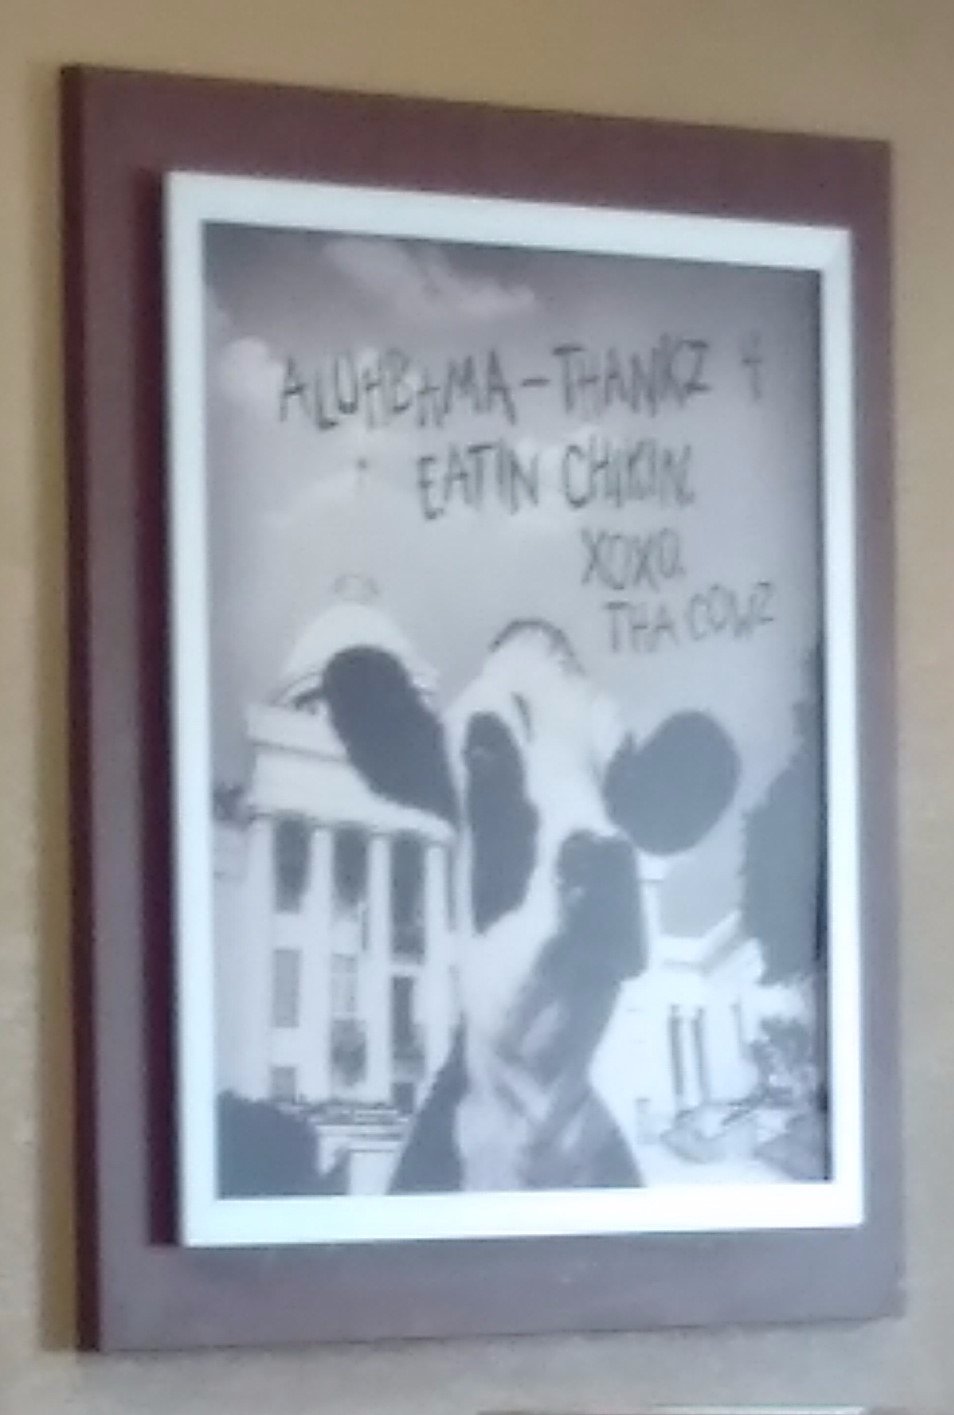 ALUHBAMA - THANKZ 4
EATIN CHIKIN.
XOXO,
THA COWZ